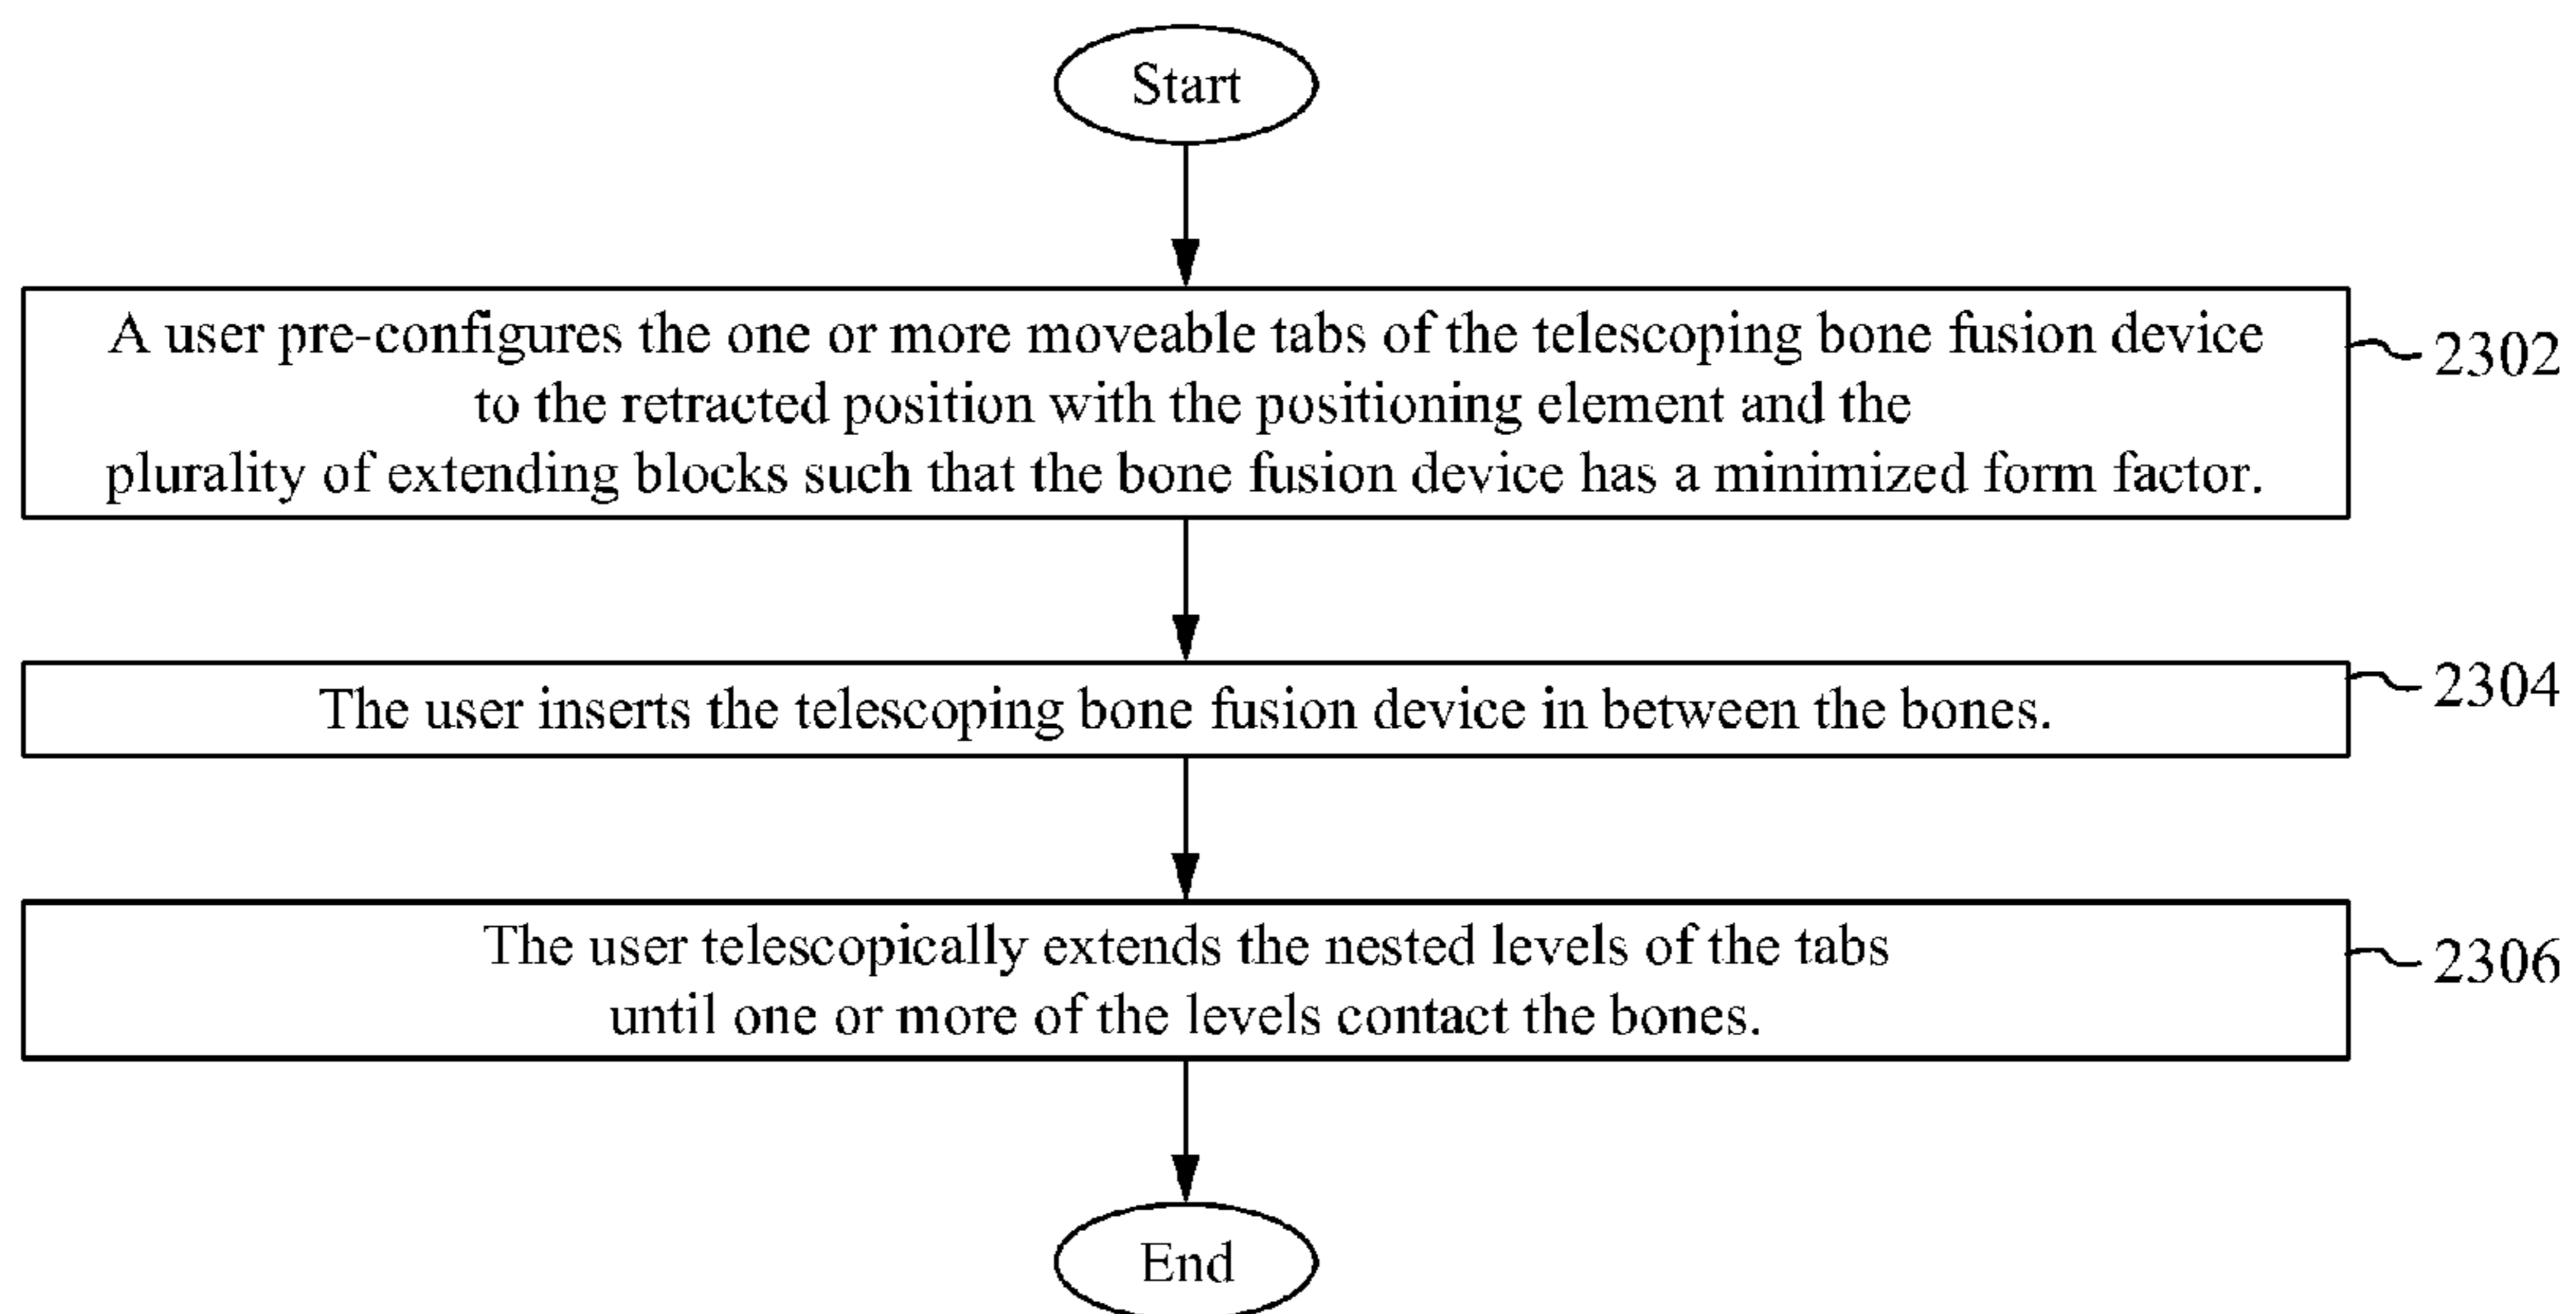 Start
A user pre-configures the one or more moveable tabs of the telescoping bone fusion device
to the retracted position with the positioning element and the
plurality of extending blocks such that the bone fusion device has a minimized form factor.
2302
The user inserts the telescoping bone fusion device in between the bones.
2304
The user telescopically extends the nested levels of the tabs
until one or more of the levels contact the bones.
2306
End